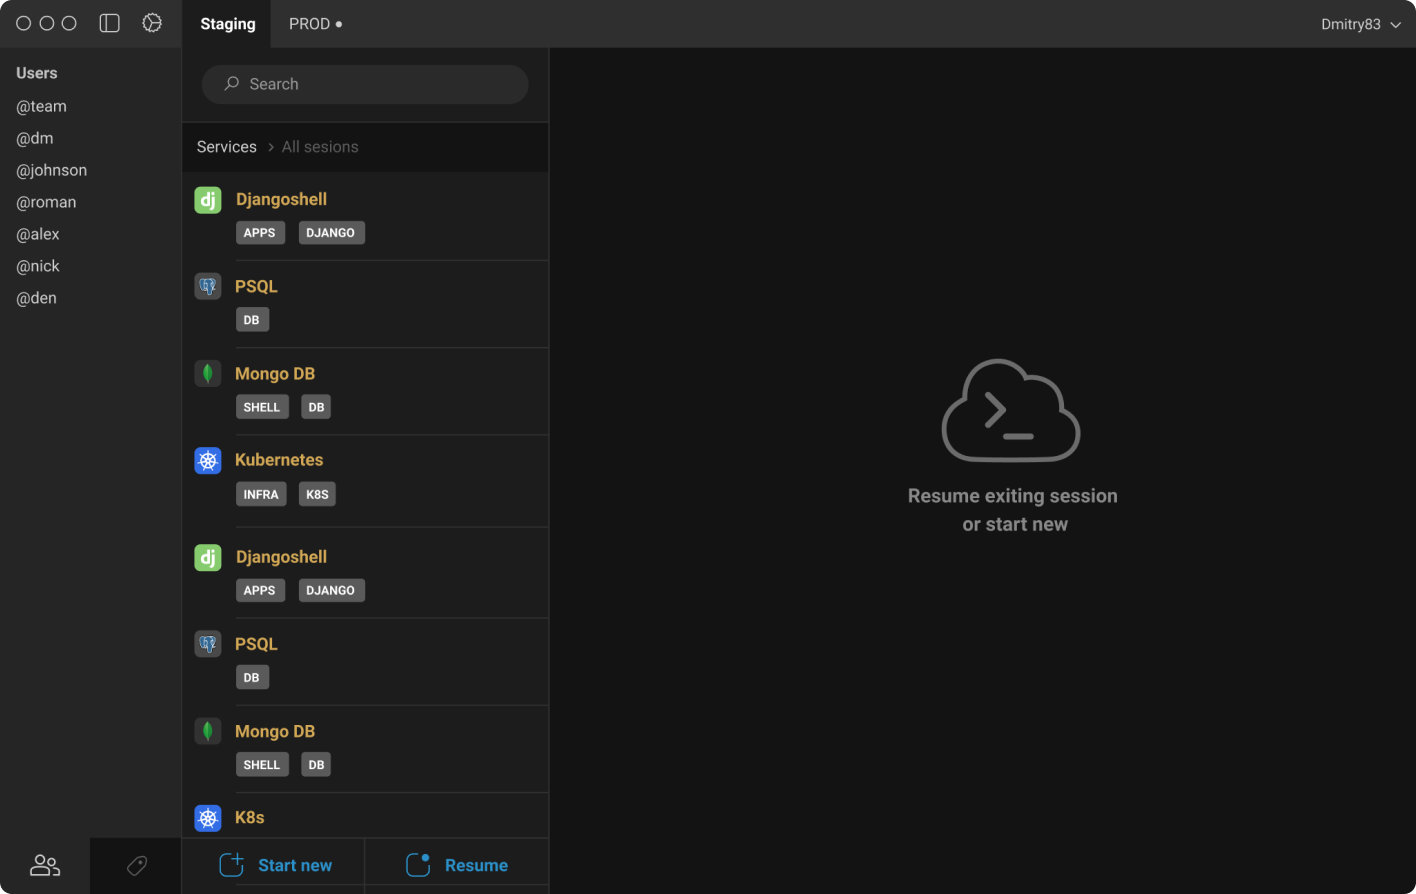 Staging
PROD
Dmitry83
Users
@team
@dm
@johnson
@roman
@alex
@nick
@den
Search
Services > All sesions
dj Djangoshell
APPS DJANGO
PSQL
DB
Mongo DB
SHELL DB
Kubernetes
INFRA K8S
dj Djangoshell
APPS DJANGO
PSQL
DB
Mongo DB
SHELL DB
K8s
Start new
Resume
Resume exiting session
or start new